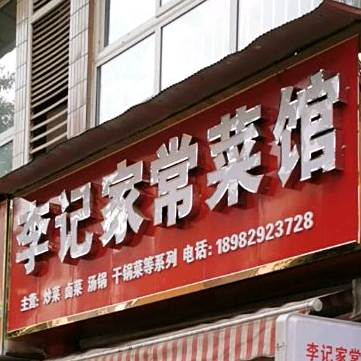 李记家常菜馆
主营: 炒菜 卤菜 汤锅 干锅菜等系列 电话: 18982923728
李记家常